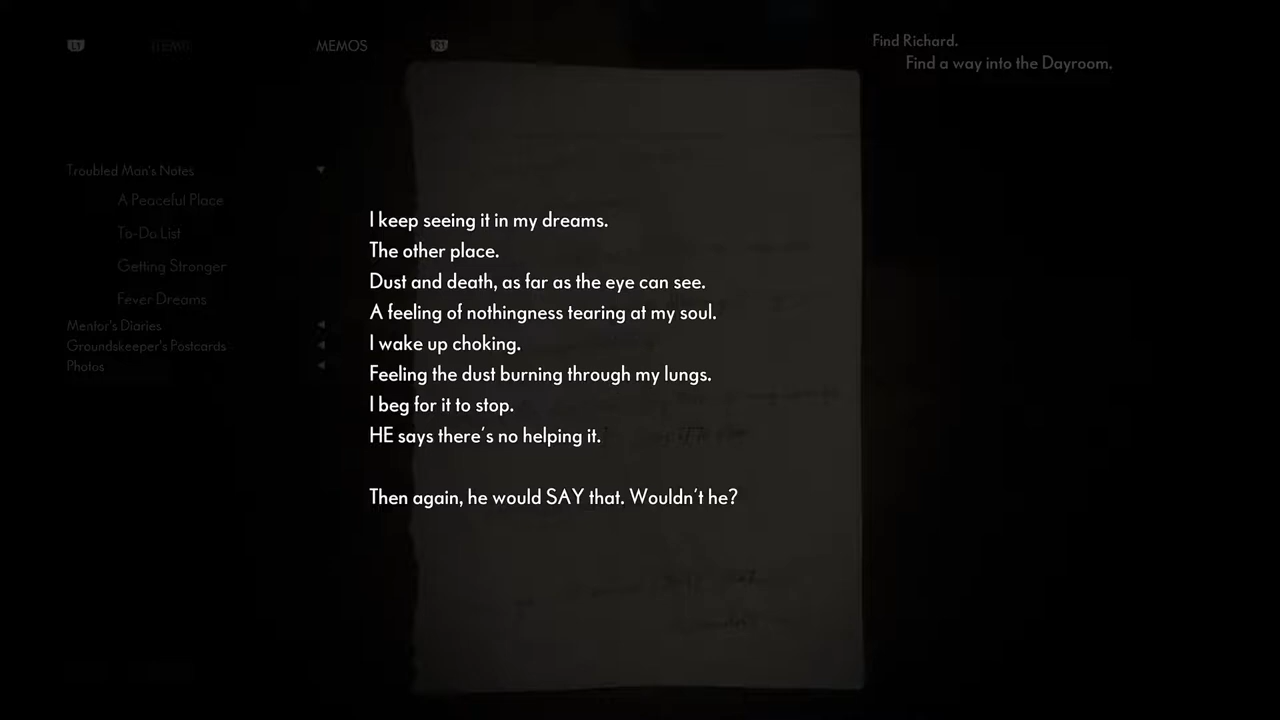 L1
ITEMS
MEMOS
R1
Find Richard.
Find a way into the Dayroom.
Troubled Man's Notes
A Peaceful Place
To-Do List
Getting Stronger
Fever Dreams
Mentor's Diaries
Groundskeeper's Postcards
Photos
I keep seeing it in my dreams.
The other place.
Dust and death, as far as the eye can see.
A feeling of nothingness tearing at my soul.
I wake up choking.
Feeling the dust burning through my lungs.
I beg for it to stop.
HE says there's no helping it.
Then again, he would SAY that. Wouldn't he?